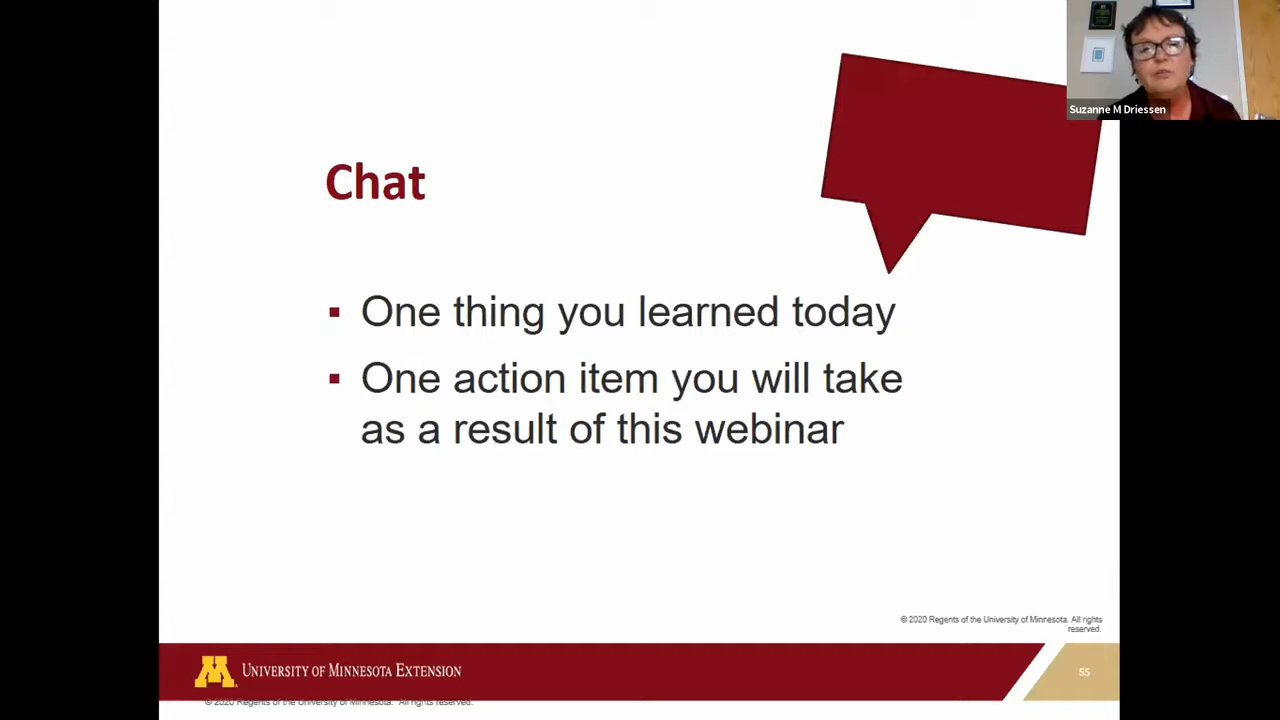 Suzanne M Driessen
Chat
▪ One thing you learned today
▪ One action item you will take
as a result of this webinar
© 2020 Regents of the University of Minnesota. All rights
reserved.
UNIVERSITY OF MINNESOTA EXTENSION
55
© 2020 Regents of the University of Minnesota. All rights reserved.